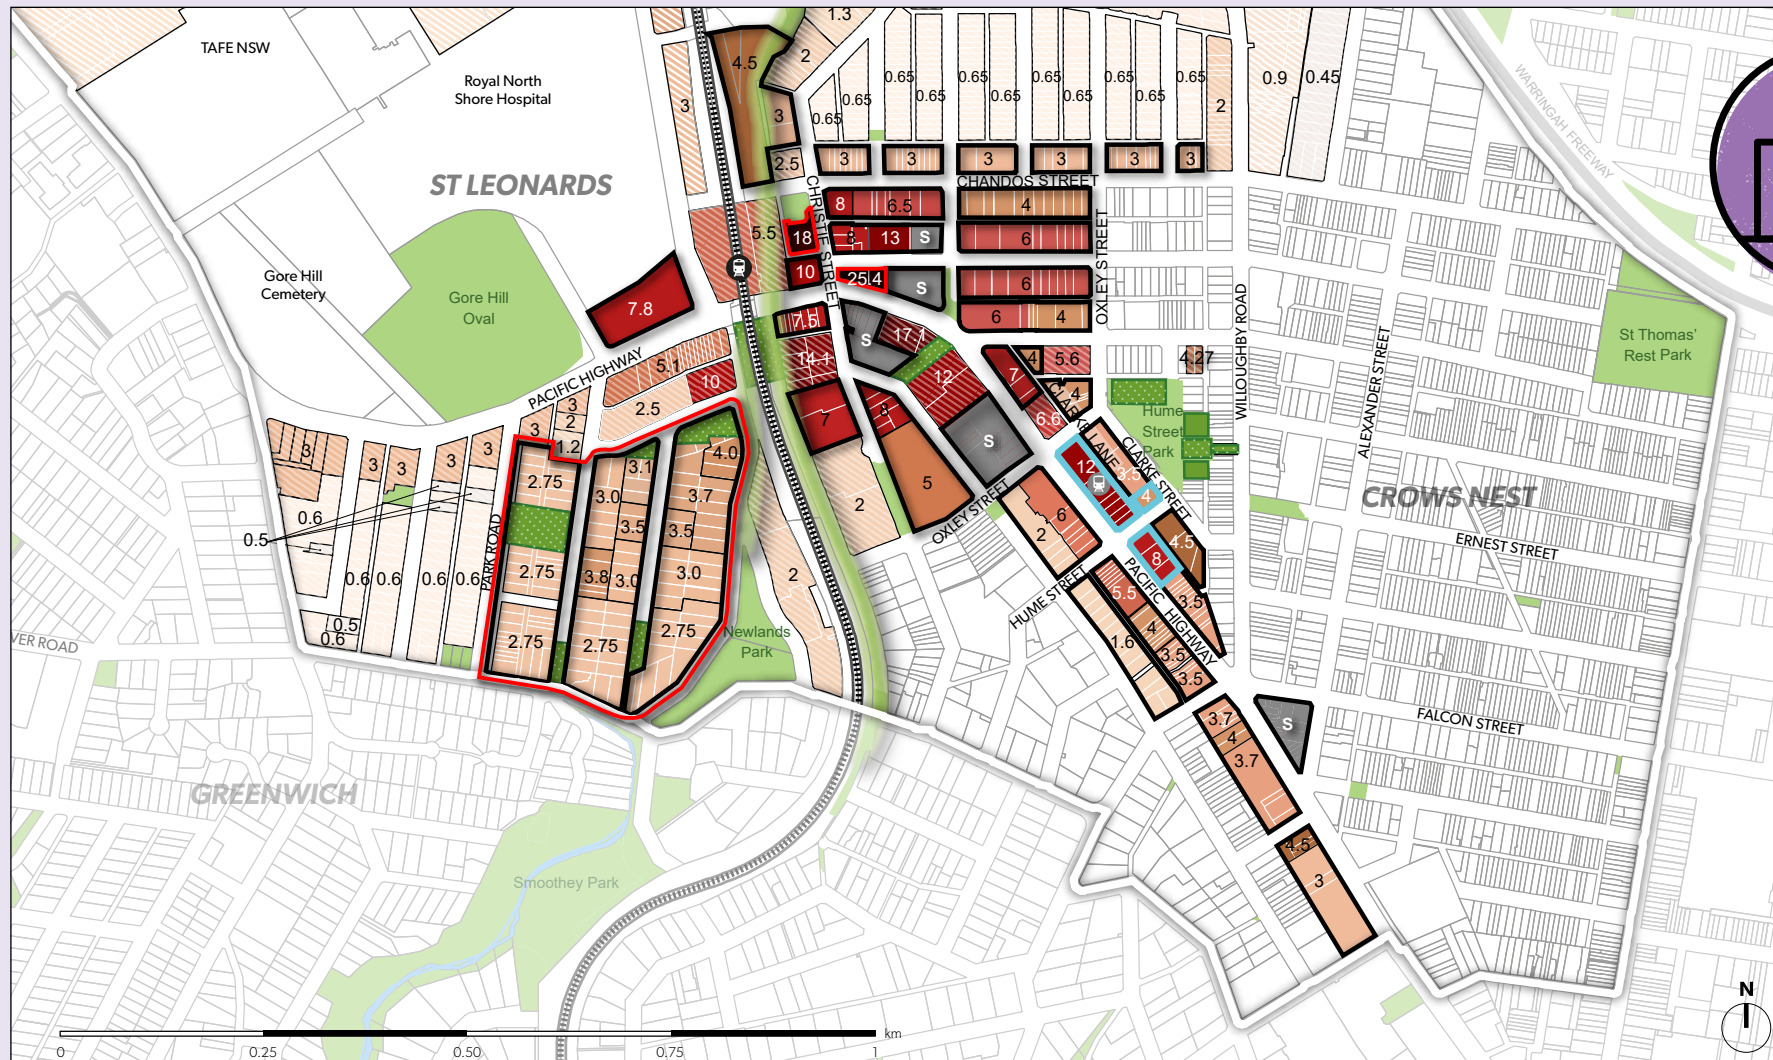 1.3
TAFE NSW
4.5
2
Royal North
Shore Hospital
0.65
0.65
0.65
0.65
0.65
0.9
0.45
0.65
0.65
0.65
0.65
0.65
3
2
3
0.65
WARRINGAH FREEWAY
2.5
3
3
3
3
3
3
ST LEONARDS
CHRISTIE STREET
CHANDOS STREET
8
6.5
4
OXLEY STREET
5.5
18
8
13
S
6
10
25.4
S
6
Gore Hill
Cemetery
Gore Hill
Oval
7.8
7.5
6
4
WILLOUGHBY ROAD
S
17.1
ALEXANDER STREET
St Thomas'
Rest Park
PACIFIC HIGHWAY
5.1
14.1
4
5.6
4.27
10
12
7
4
2.5
8
7
6.6
Hume
Street
Park
3
2
3
1.2
CLARKE LANE
CLARKE STREET
S
3
3
3
3
3
4.0
3.1
2.75
12
3.5
4
5
CROWS NEST
0.6
3.0
3.7
2
6
2
OXLEY STREET
3.5
3.5
0.5
PARK ROAD
4.5
ERNEST STREET
8
0.6
0.6
0.6
0.6
2.75
3.8
3.0
3.0
2
HUME STREET
PACIFIC HIGHWAY
5.5
3.5
0.5
0.6
2.75
2.75
2.75
Newlands
Park
4
1.6
3.5
3.5
VER ROAD
3.7
4
3.7
S
FALCON STREET
GREENWICH
4.5
3
Smoothey Park
N
km
0
0.25
0.50
0.75
1